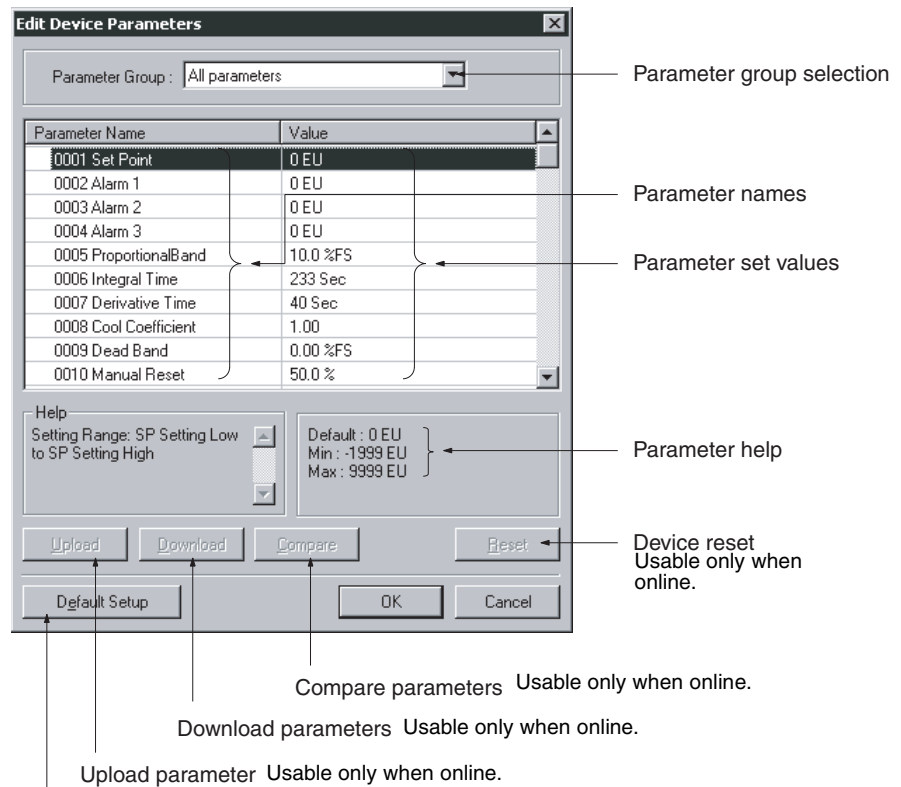 Edit Device Parameters
Parameter Group : All parameters
Parameter group selection
Parameter Name Value
0001 Set Point 0 EU
0002 Alarm 1 0 EU
0003 Alarm 2 0 EU
0004 Alarm 3 0 EU
0005 ProportionalBand 10.0 %FS
0006 Integral Time 233 Sec
0007 Derivative Time 40 Sec
0008 Cool Coefficient 1.00
0009 Dead Band 0.00 %FS
0010 Manual Reset 50.0 %
Parameter names
Parameter set values
Help
Setting Range: SP Setting Low
to SP Setting High
Default : 0 EU
Min : -1999 EU
Max : 9999 EU
Parameter help
Upload Download Compare Reset
Device reset
Usable only when
online.
Default Setup OK Cancel
Compare parameters Usable only when online.
Download parameters Usable only when online.
Upload parameter Usable only when online.